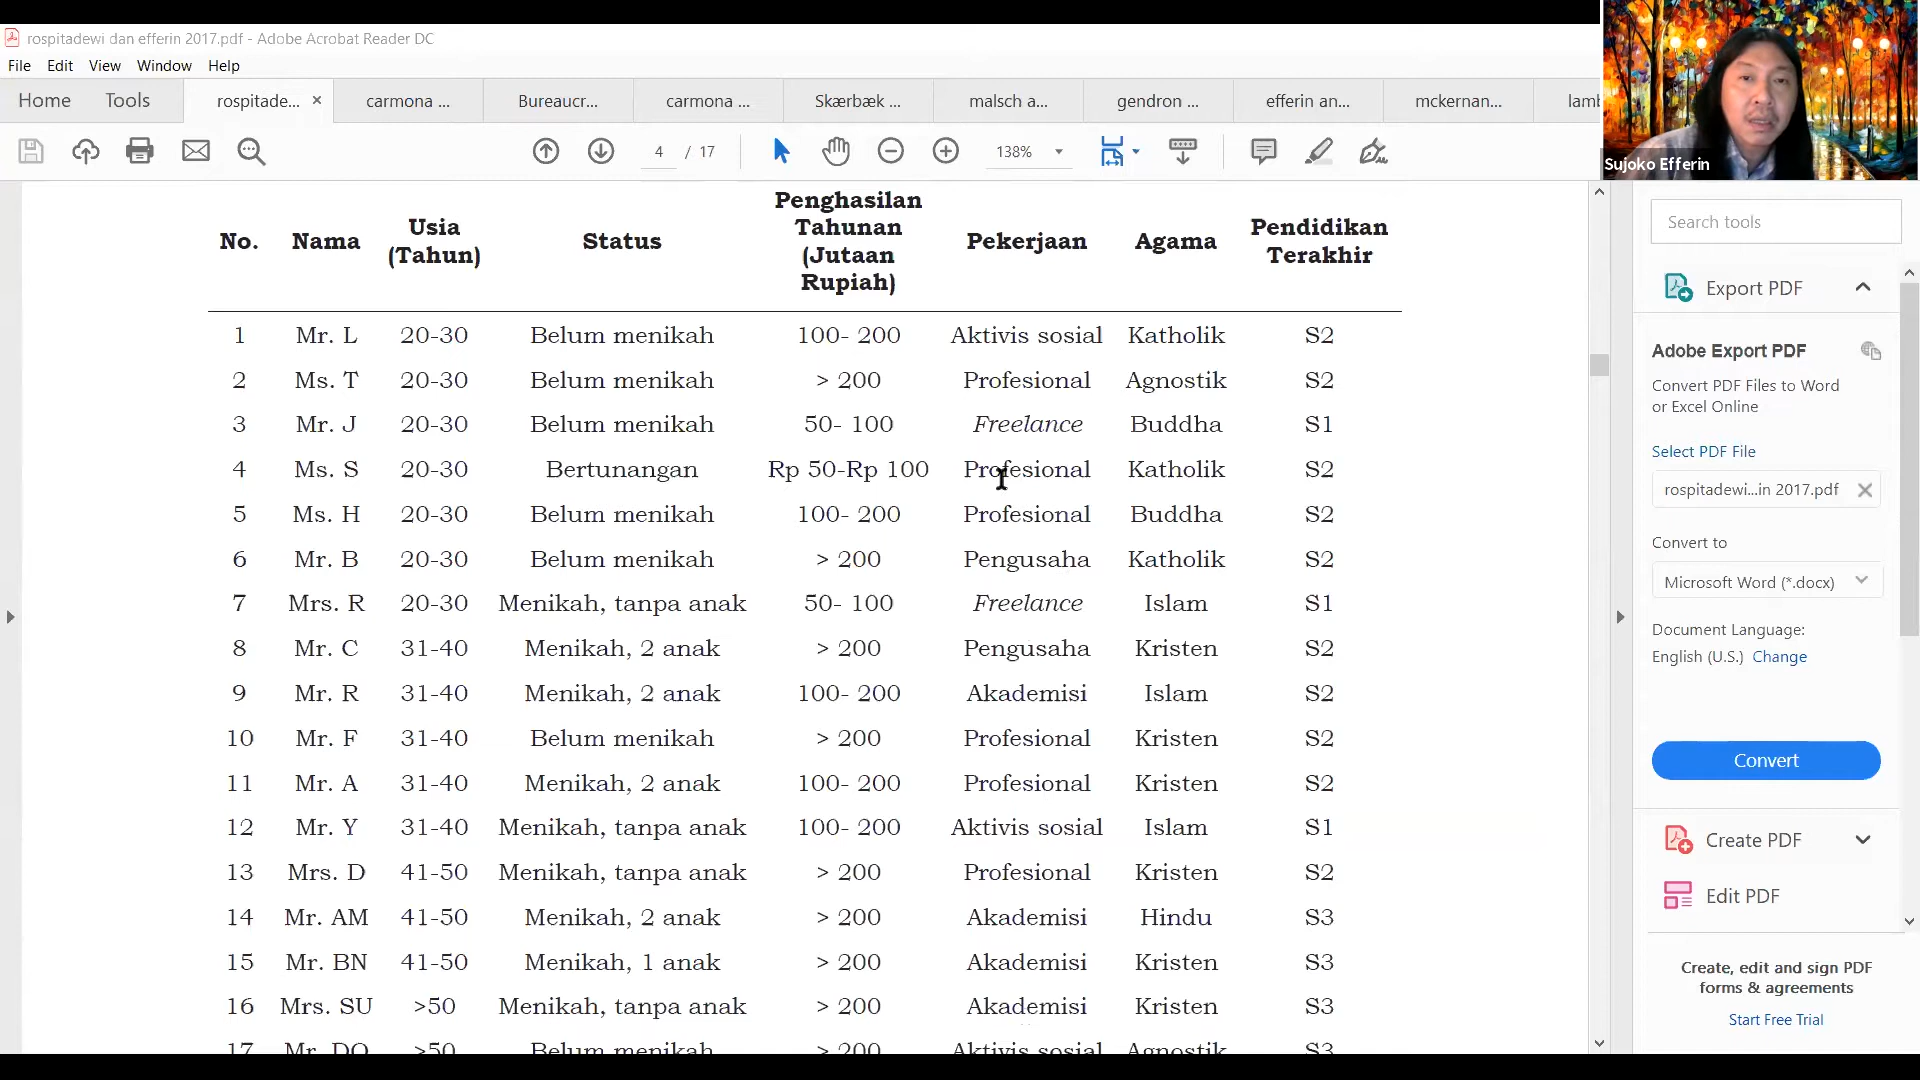 rospitadewi dan efferin 2017.pdf - Adobe Acrobat Reader DC
File Edit View Window Help
Home Tools rospitade... carmona ... Bureaucr... carmona ... Skærbæk ... malsch a... gendron ... efferin an... mckernan... lamb
4 / 17 138%
Sujoko Efferin
No. Nama Usia (Tahun) Status Penghasilan Tahunan (Jutaan Rupiah) Pekerjaan Agama Pendidikan Terakhir
1 Mr. L 20-30 Belum menikah 100- 200 Aktivis sosial Katholik S2
2 Ms. T 20-30 Belum menikah > 200 Profesional Agnostik S2
3 Mr. J 20-30 Belum menikah 50- 100 Freelance Buddha S1
4 Ms. S 20-30 Bertunangan Rp 50-Rp 100 Profesional Katholik S2
5 Ms. H 20-30 Belum menikah 100- 200 Profesional Buddha S2
6 Mr. B 20-30 Belum menikah > 200 Pengusaha Katholik S2
7 Mrs. R 20-30 Menikah, tanpa anak 50- 100 Freelance Islam S1
8 Mr. C 31-40 Menikah, 2 anak > 200 Pengusaha Kristen S2
9 Mr. R 31-40 Menikah, 2 anak 100- 200 Akademisi Islam S2
10 Mr. F 31-40 Belum menikah > 200 Profesional Kristen S2
11 Mr. A 31-40 Menikah, 2 anak 100- 200 Profesional Kristen S2
12 Mr. Y 31-40 Menikah, tanpa anak 100- 200 Aktivis sosial Islam S1
13 Mrs. D 41-50 Menikah, tanpa anak > 200 Profesional Kristen S2
14 Mr. AM 41-50 Menikah, 2 anak > 200 Akademisi Hindu S3
15 Mr. BN 41-50 Menikah, 1 anak > 200 Akademisi Kristen S3
16 Mrs. SU >50 Menikah, tanpa anak > 200 Akademisi Kristen S3
17 Mr. DO >50 Belum menikah > 200 Aktivis sosial Agnostik S3
Search tools
Export PDF
Adobe Export PDF
Convert PDF Files to Word
or Excel Online
Select PDF File
rospitadewi...in 2017.pdf
Convert to
Microsoft Word (*.docx)
Document Language:
English (U.S.) Change
Convert
Create PDF
Edit PDF
Create, edit and sign PDF
forms & agreements
Start Free Trial